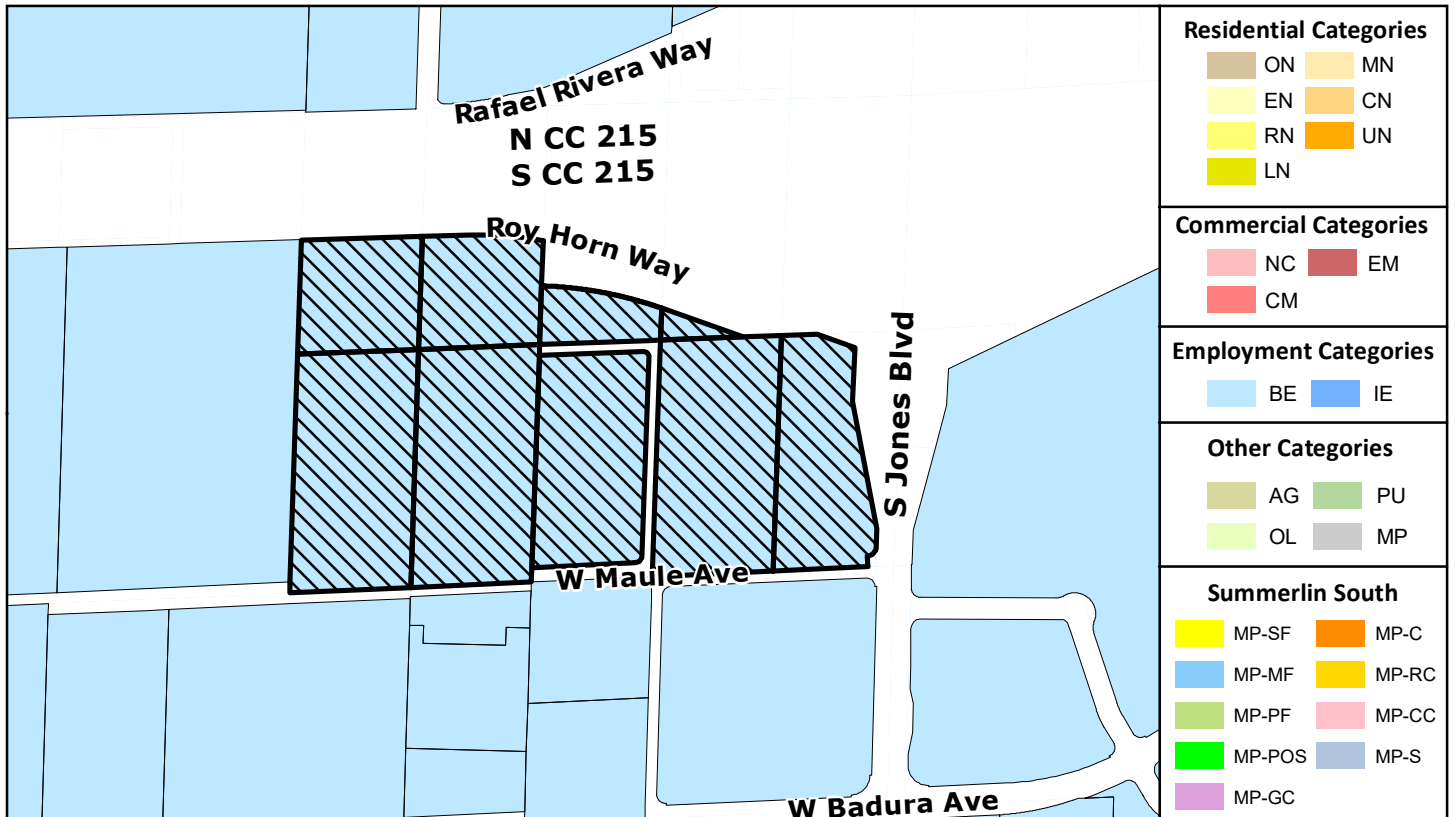 Rafael Rivera Way
N CC 215
S CC 215
Roy Horn Way
S Jones Blvd
W Maule Ave
W Badura Ave
Residential Categories
ON MN
EN CN
RN UN
LN
Commercial Categories
NC EM
CM
Employment Categories
BE IE
Other Categories
AG PU
OL MP
Summerlin South
MP-SF MP-C
MP-MF MP-RC
MP-PF MP-CC
MP-POS MP-S
MP-GC